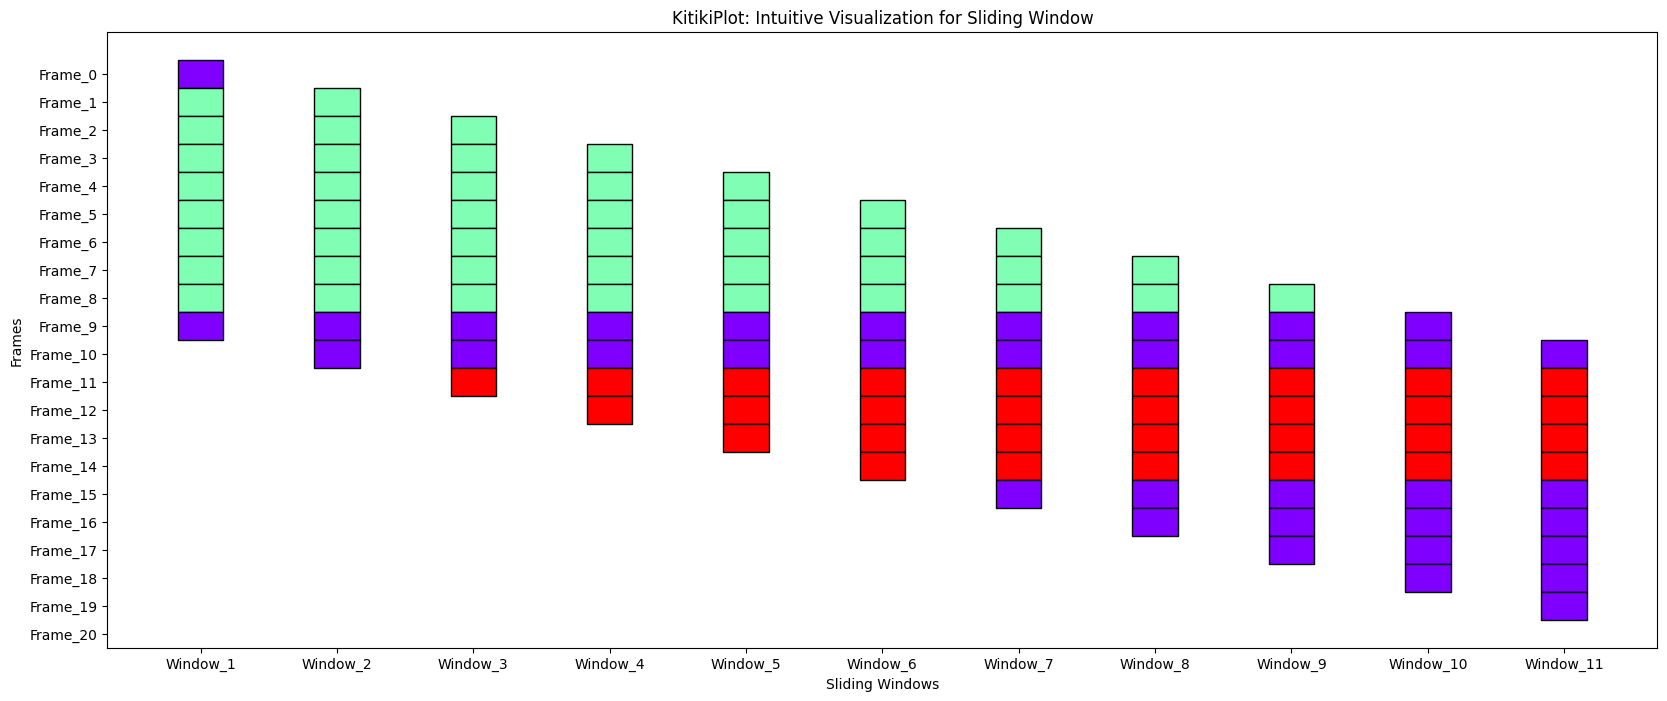 KitikiPlot: Intuitive Visualization for Sliding Window
Frames
Frame_0
Frame_1
Frame_2
Frame_3
Frame_4
Frame_5
Frame_6
Frame_7
Frame_8
Frame_9
Frame_10
Frame_11
Frame_12
Frame_13
Frame_14
Frame_15
Frame_16
Frame_17
Frame_18
Frame_19
Frame_20
Window_1 Window_2 Window_3 Window_4 Window_5 Window_6 Window_7 Window_8 Window_9 Window_10 Window_11
Sliding Windows